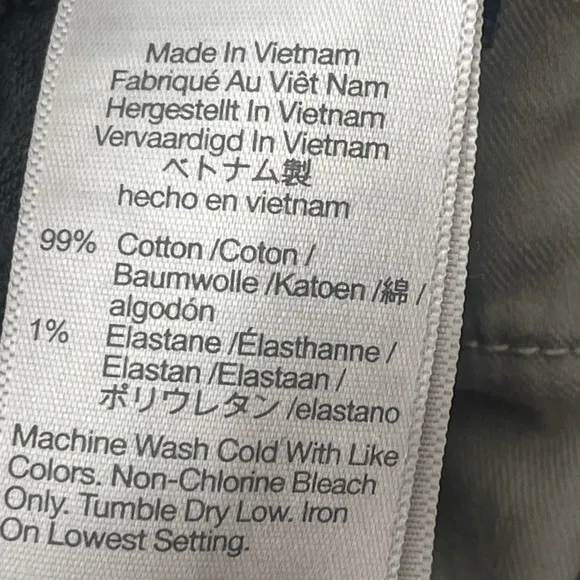 Made In Vietnam
Fabriqué Au Viêt Nam
Hergestellt In Vietnam
Vervaardigd In Vietnam
ベトナム製
hecho en vietnam
99% Cotton /Coton /
Baumwolle /Katoen /綿 /
algodón
1% Elastane /Élasthanne /
Elastan /Elastaan /
ポリウレタン /elastano
Machine Wash Cold With Like
Colors. Non-Chlorine Bleach
Only. Tumble Dry Low. Iron
On Lowest Setting.